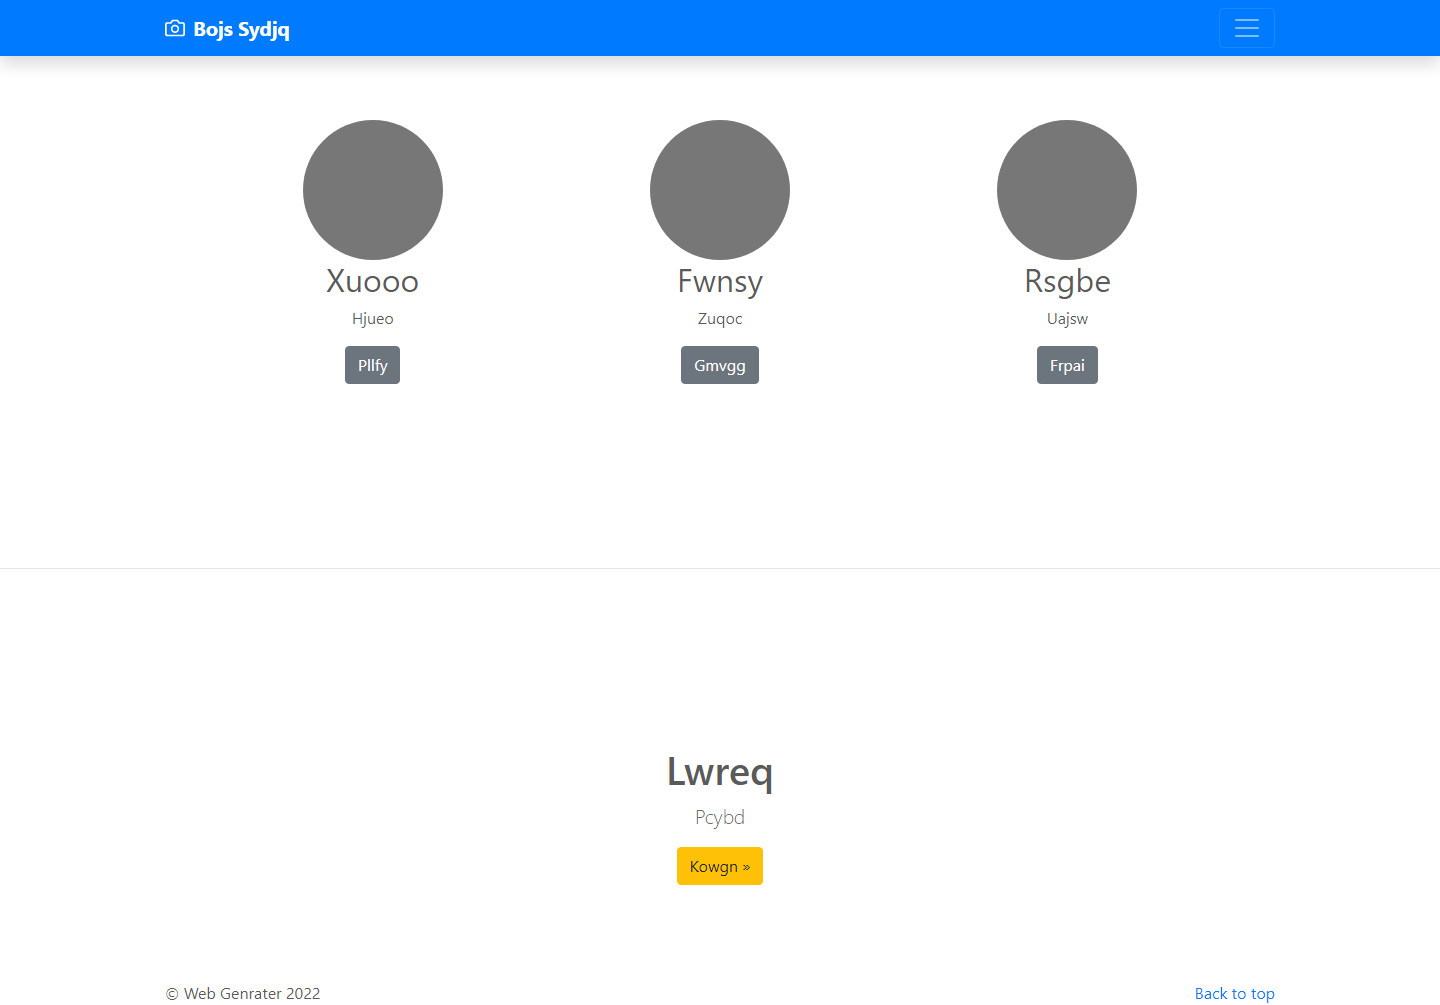 Bojs Sydjq
Xuooo
Hjueo
Pllfy
Fwnsy
Zuqoc
Gmvgg
Rsgbe
Uajsw
Frpai
Lwreq
Pcybd
Kowgn »
© Web Genrater 2022
Back to top